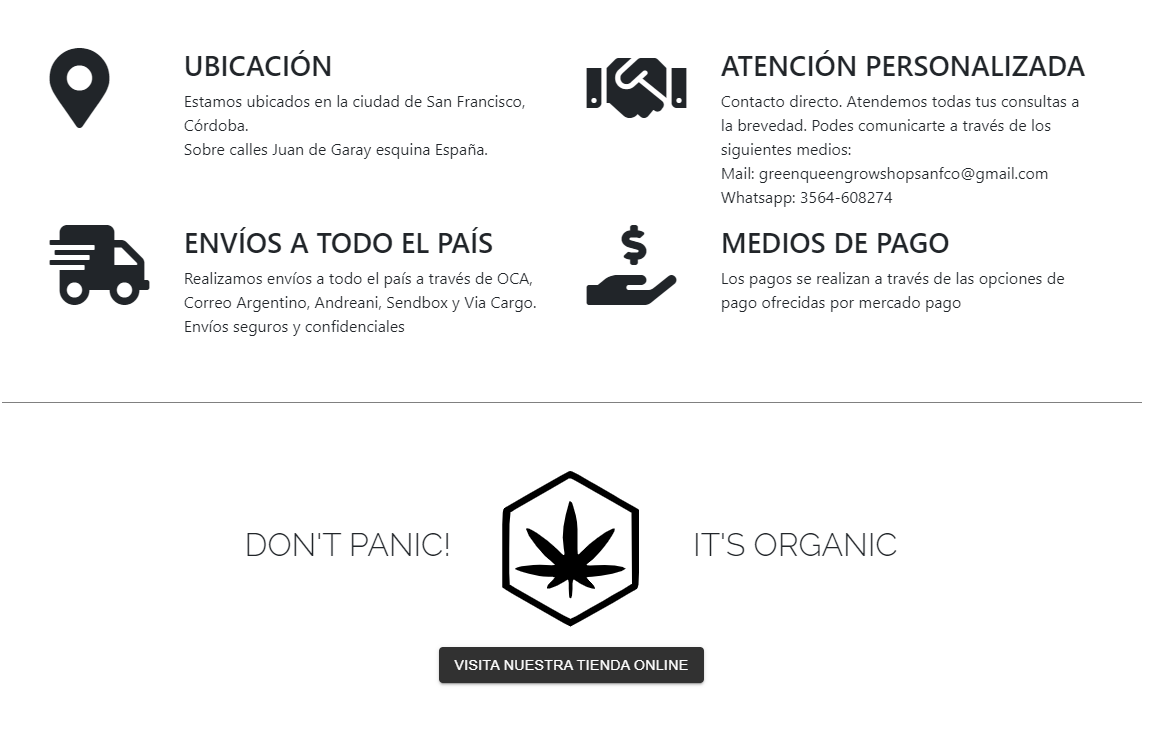 UBICACIÓN
Estamos ubicados en la ciudad de San Francisco,
Córdoba.
Sobre calles Juan de Garay esquina España.
ATENCIÓN PERSONALIZADA
Contacto directo. Atendemos todas tus consultas a
la brevedad. Podes comunicarte a través de los
siguientes medios:
Mail: greenqueengrowshopsanfco@gmail.com
Whatsapp: 3564-608274
ENVÍOS A TODO EL PAÍS
Realizamos envíos a todo el país a través de OCA,
Correo Argentino, Andreani, Sendbox y Via Cargo.
Envíos seguros y confidenciales
MEDIOS DE PAGO
Los pagos se realizan a través de las opciones de
pago ofrecidas por mercado pago
DON'T PANIC!
IT'S ORGANIC
VISITA NUESTRA TIENDA ONLINE